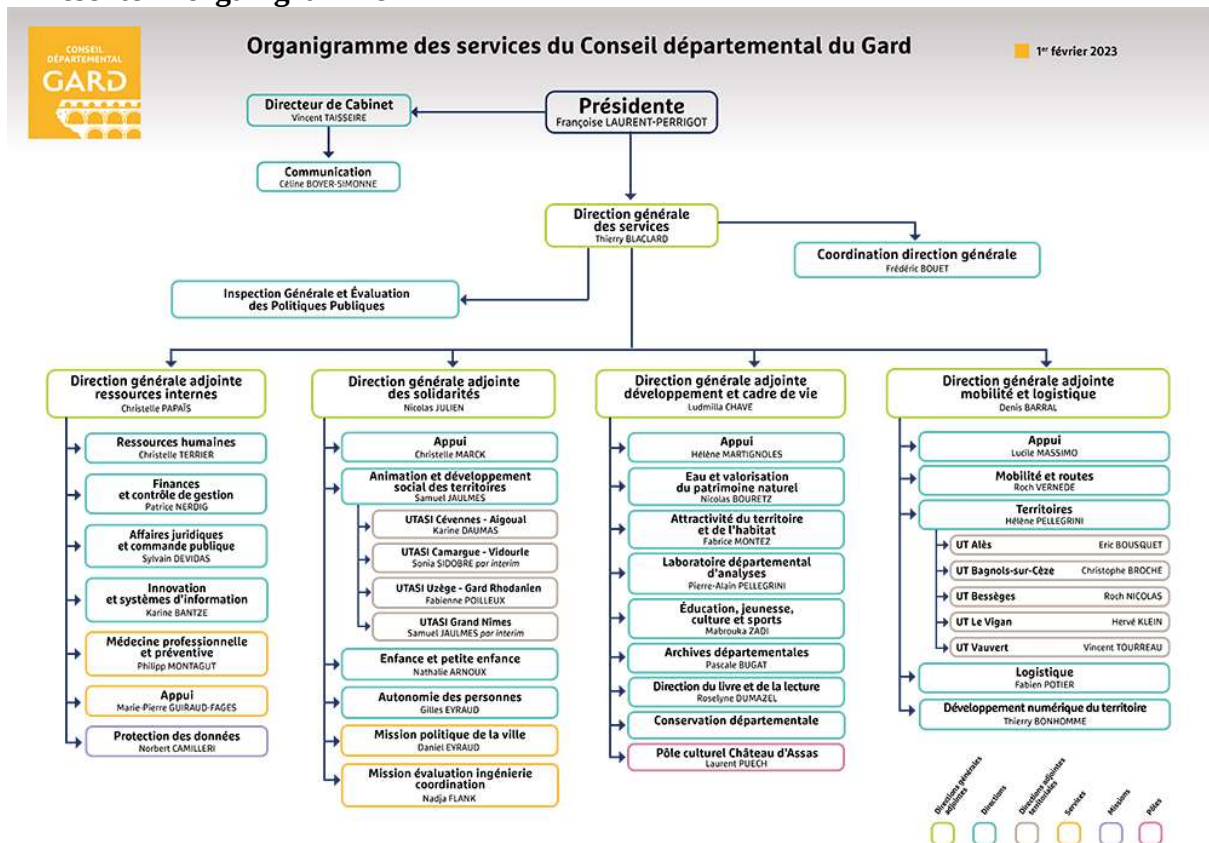 CONSEIL
DÉPARTEMENTAL
GARD
Organigramme des services du Conseil départemental du Gard
1er février 2023
Directeur de Cabinet
Vincent TAISSEIRE
Présidente
Françoise LAURENT-PERRIGOT
Communication
Céline BOYER-SIMONNE
Direction générale
des services
Thierry BLACLARD
Coordination direction générale
Frédéric BOUET
Inspection Générale et Évaluation
des Politiques Publiques
Direction générale adjointe
ressources internes
Christelle PAPAÏS
Ressources humaines
Christelle TERRIER
Finances
et contrôle de gestion
Patrice NERDIG
Affaires juridiques
et commande publique
Sylvain DEVIDAS
Innovation
et systèmes d'information
Karine BANTZE
Médecine professionnelle
et préventive
Philipp MONTAGUT
Appui
Marie-Pierre GUIRAUD-FAGES
Protection des données
Norbert CAMILLERI
Direction générale adjointe
des solidarités
Nicolas JULIEN
Appui
Christelle MARCK
Animation et développement
social des territoires
Samuel JAULMES
UTASI Cévennes - Aigoual
Karine DAUMAS
UTASI Camargue - Vidourle
Sonia SIDOBRE par interim
UTASI Uzège - Gard Rhodanien
Fabienne POILLEUX
UTASI Grand Nîmes
Samuel JAULMES par interim
Enfance et petite enfance
Nathalie ARNOUX
Autonomie des personnes
Gilles EYRAUD
Mission politique de la ville
Daniel EYRAUD
Mission évaluation ingénierie
coordination
Nadja FLANK
Direction générale adjointe
développement et cadre de vie
Ludmilla CHAVE
Appui
Hélène MARTIGNOLES
Eau et valorisation
du patrimoine naturel
Nicolas BOURETZ
Attractivité du territoire
et de l'habitat
Fabrice MONTEZ
Laboratoire départemental
d'analyses
Pierre-Alain PELLEGRINI
Éducation, jeunesse,
culture et sports
Mabrouka ZADI
Archives départementales
Pascale BUGAT
Direction du livre et de la lecture
Roselyne DUMAZEL
Conservation départementale
Pôle culturel Château d'Assas
Laurent PUECH
Direction générale adjointe
mobilité et logistique
Denis BARRAL
Appui
Lucile MASSIMO
Mobilité et routes
Roch VERNEDE
Territoires
Hélène PELLEGRINI
UT Alès Eric BOUSQUET
UT Bagnols-sur-Cèze Christophe BROCHE
UT Bessèges Roch NICOLAS
UT Le Vigan Hervé KLEIN
UT Vauvert Vincent TOURREAU
Logistique
Fabien POTIER
Développement numérique du territoire
Thierry BONHOMME
Directions générales
adjointes
Directions
Directions adjointes
territoriales
Services
Missions
Pôles